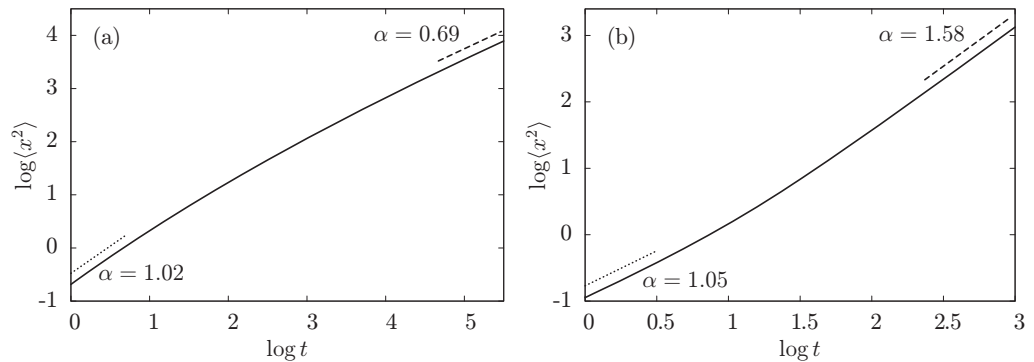 (a)
α = 0.69
α = 1.02
log⟨x²⟩
4
3
2
1
0
-1
0 1 2 3 4 5
log t
(b)
α = 1.58
α = 1.05
log⟨x²⟩
3
2
1
0
-1
0 0.5 1 1.5 2 2.5 3
log t